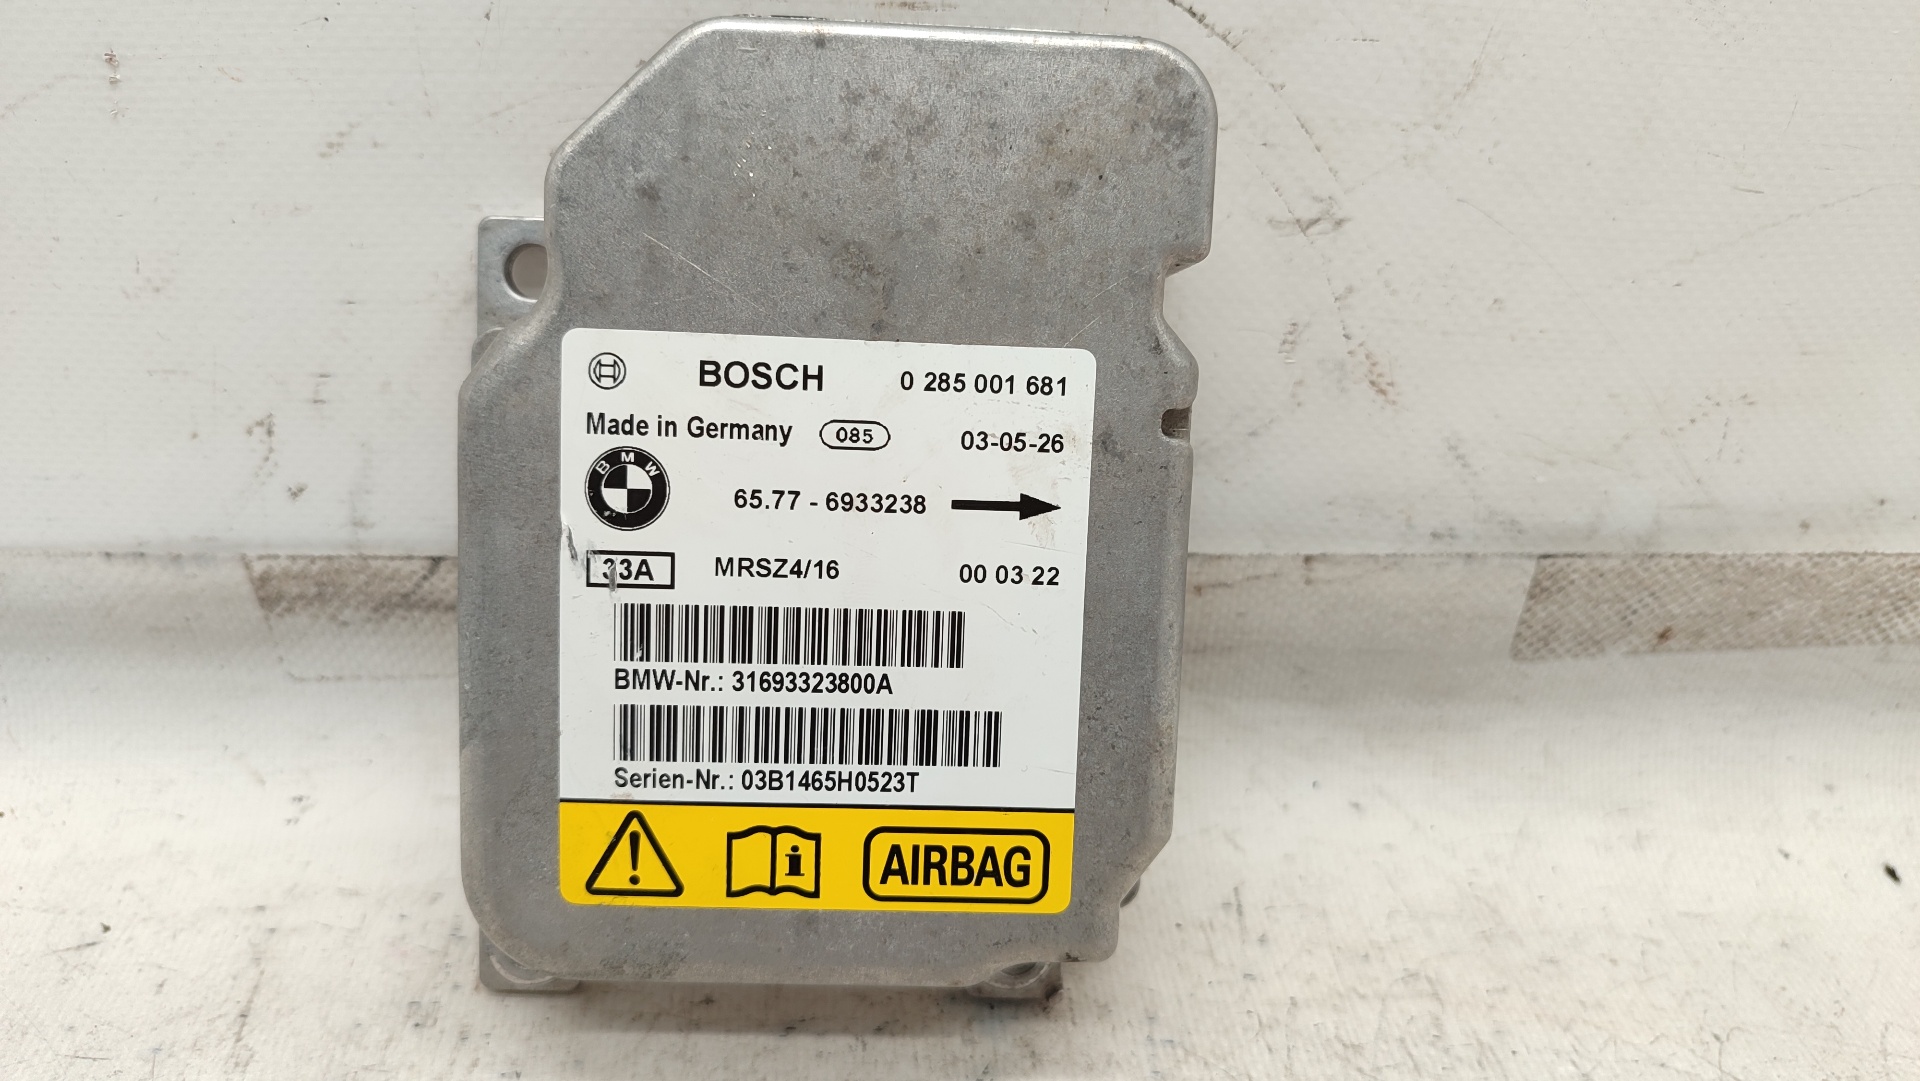 BOSCH 0 285 001 681
Made in Germany 085 03-05-26
BMW
65.77 - 6933238
33A MRSZ4/16 00 03 22
BMW-Nr.: 31693323800A
Serien-Nr.: 03B1465H0523T
! i AIRBAG